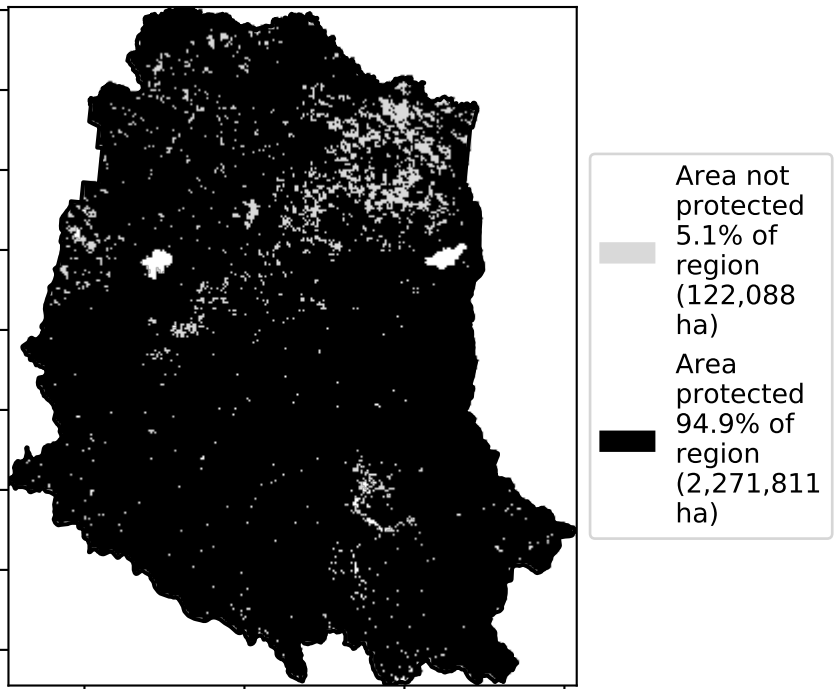 Area not
protected
5.1% of
region
(122,088
ha)
Area
protected
94.9% of
region
(2,271,811
ha)